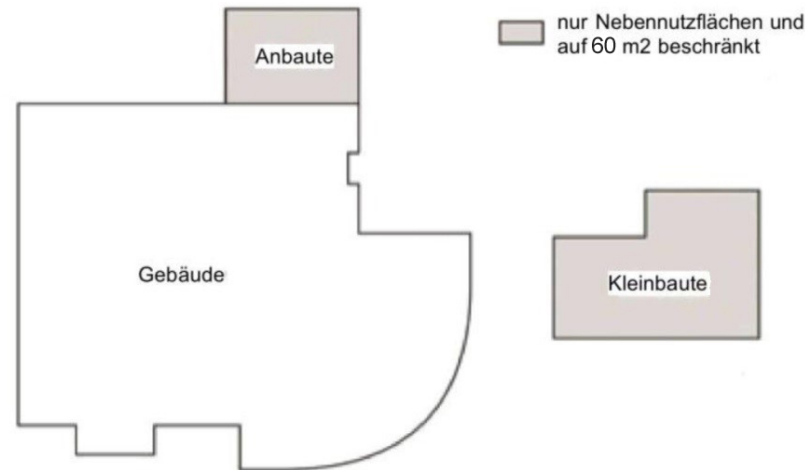 nur Nebennutzflächen und
auf 60 m2 beschränkt
Anbaute
Gebäude
Kleinbaute